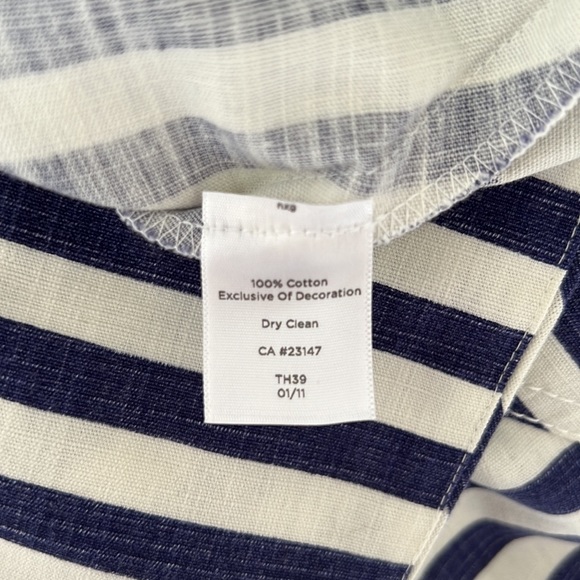 100% Cotton
Exclusive Of Decoration
Dry Clean
CA #23147
TH39
01/11